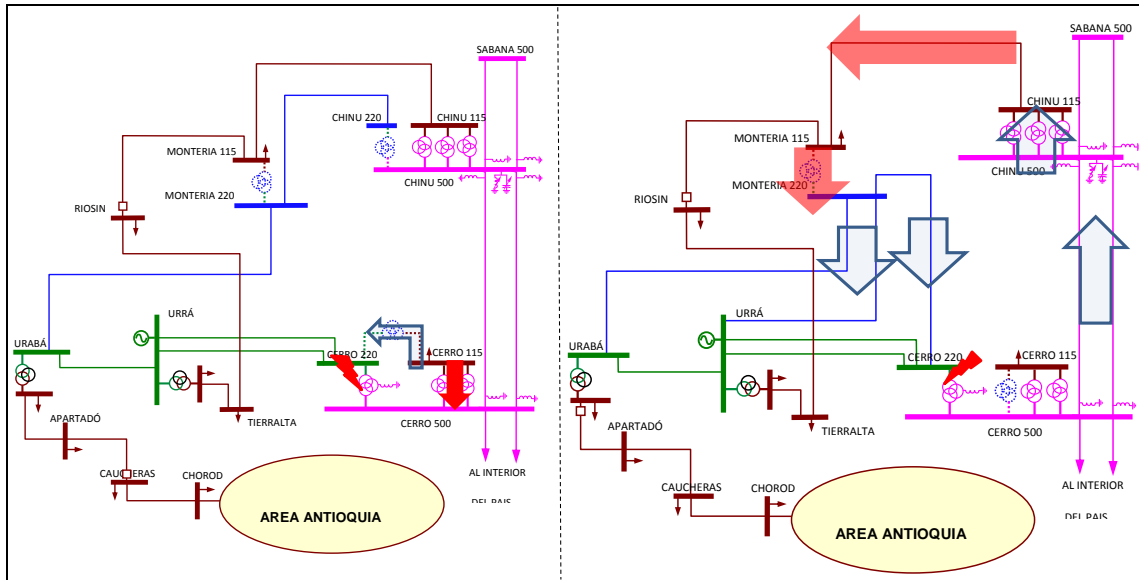 SABANA 500
CHINU 220
CHINU 115
MONTERIA 115
CHINU 500
MONTERIA 220
RIOSIN
URRÁ
URABÁ
CERRO 220
CERRO 115
TIERRALTA
CERRO 500
APARTADÓ
CAUCHERAS
CHOROD
AL INTERIOR
DEL PAIS
AREA ANTIOQUIA
SABANA 500
CHINU 115
MONTERIA 115
CHINU 500
MONTERIA 220
RIOSIN
URRÁ
URABÁ
CERRO 220
CERRO 115
TIERRALTA
CERRO 500
APARTADÓ
CAUCHERAS
CHOROD
AL INTERIOR
DEL PAIS
AREA ANTIOQUIA